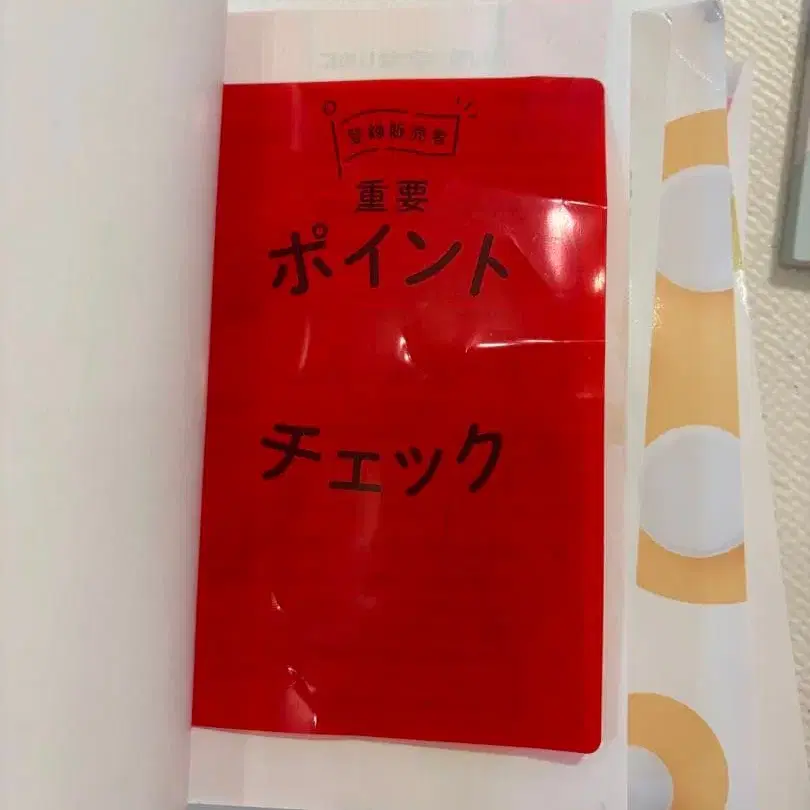 登録販売者
重要
ポイント
チェック